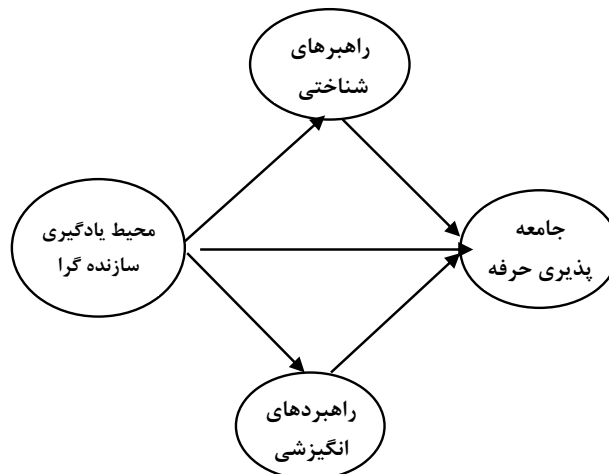 راهبرهای
شناختی
محیط یادگیری
سازنده گرا
جامعه
پذیری حرفه
راهبردهای
انگیزشی